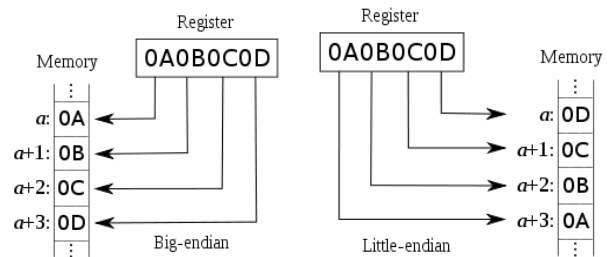 Register
0A0B0C0D
Memory
a: 0A
a+1: 0B
a+2: 0C
a+3: 0D
Big-endian
Register
0A0B0C0D
Memory
a: 0D
a+1: 0C
a+2: 0B
a+3: 0A
Little-endian